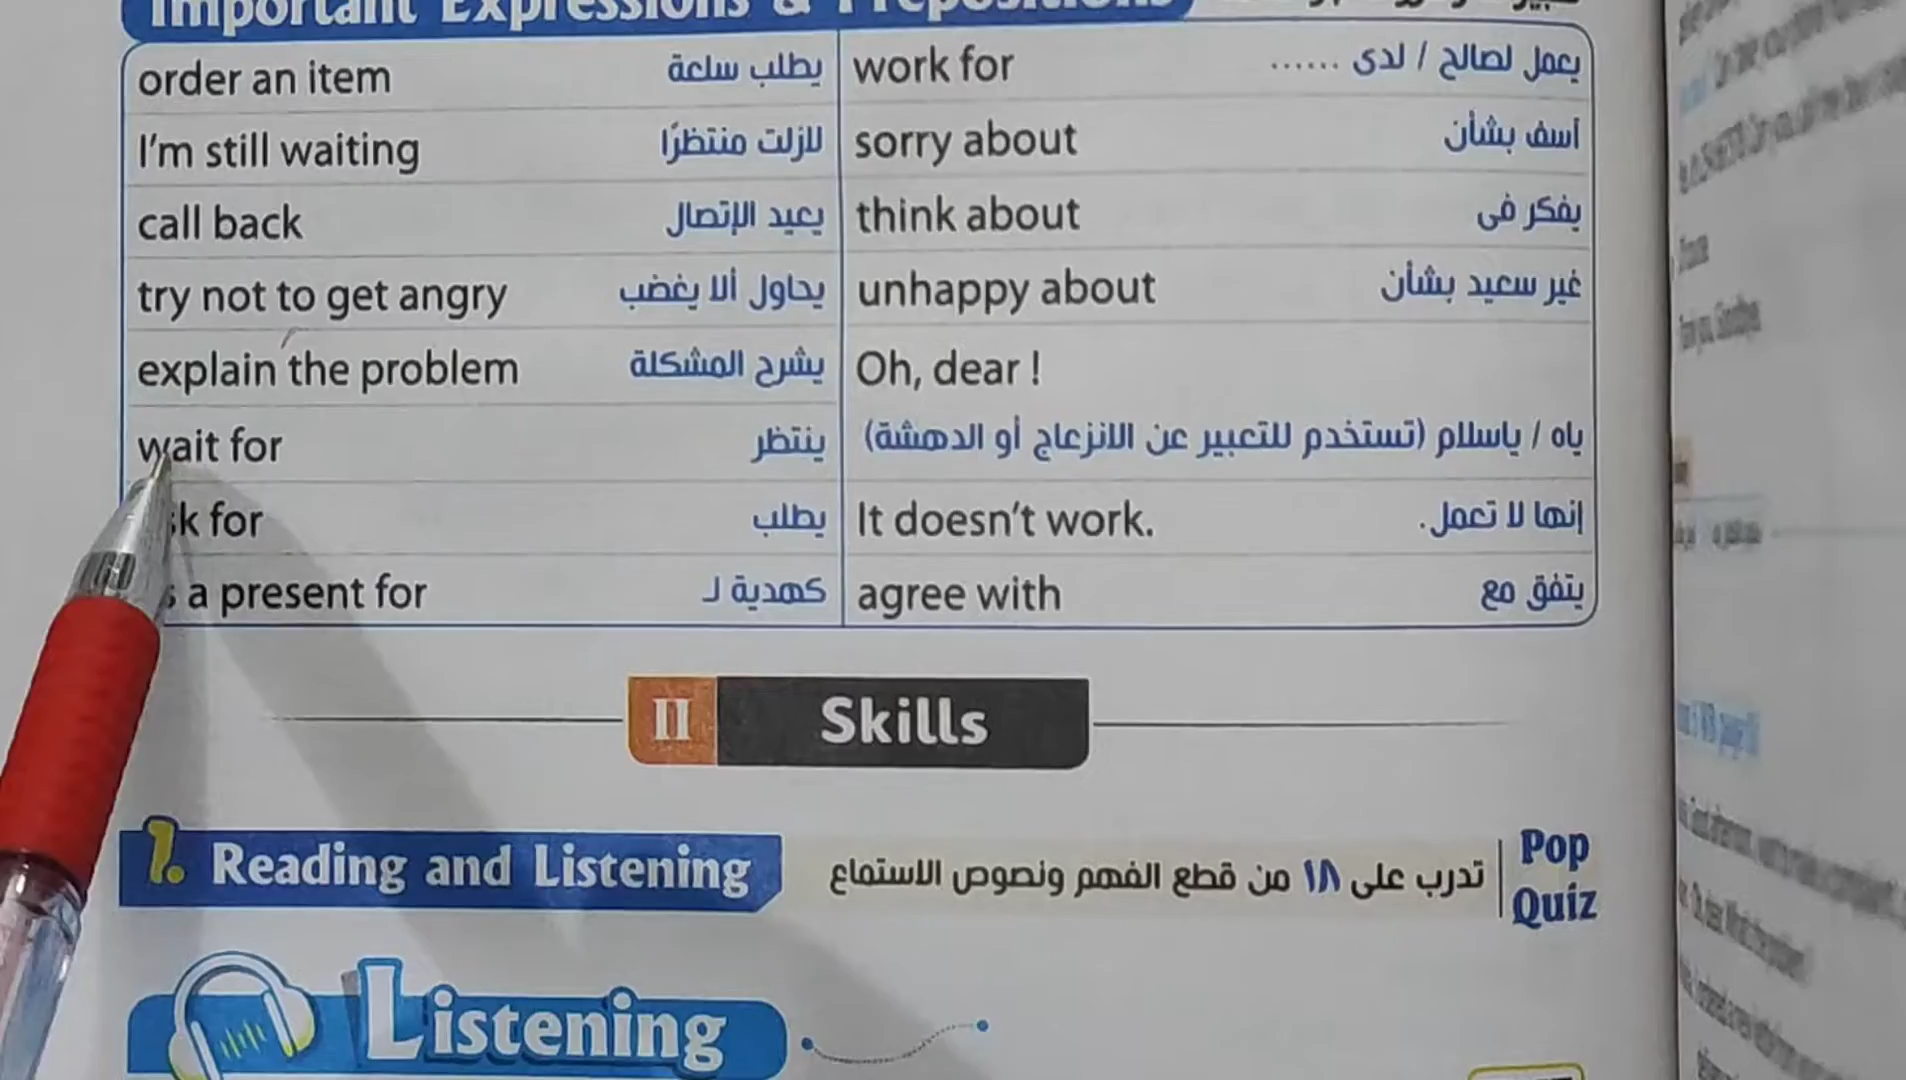 Important Expressions & Prepositions
order an item يطلب سلعة
I'm still waiting لازلت منتظرًا
call back يعيد الإتصال
try not to get angry يحاول ألا يغضب
explain the problem يشرح المشكلة
wait for ينتظر
sk for يطلب
s a present for كهدية لـ
work for يعمل لصالح / لدى ......
sorry about أسف بشأن
think about يفكر فى
unhappy about غير سعيد بشأن
Oh, dear !
ياه / ياسلام (تستخدم للتعبير عن الانزعاج أو الدهشة)
It doesn't work. إنها لا تعمل.
agree with يتفق مع
II Skills
1. Reading and Listening
تدرب على ١٨ من قطع الفهم ونصوص الاستماع
Pop
Quiz
Listening